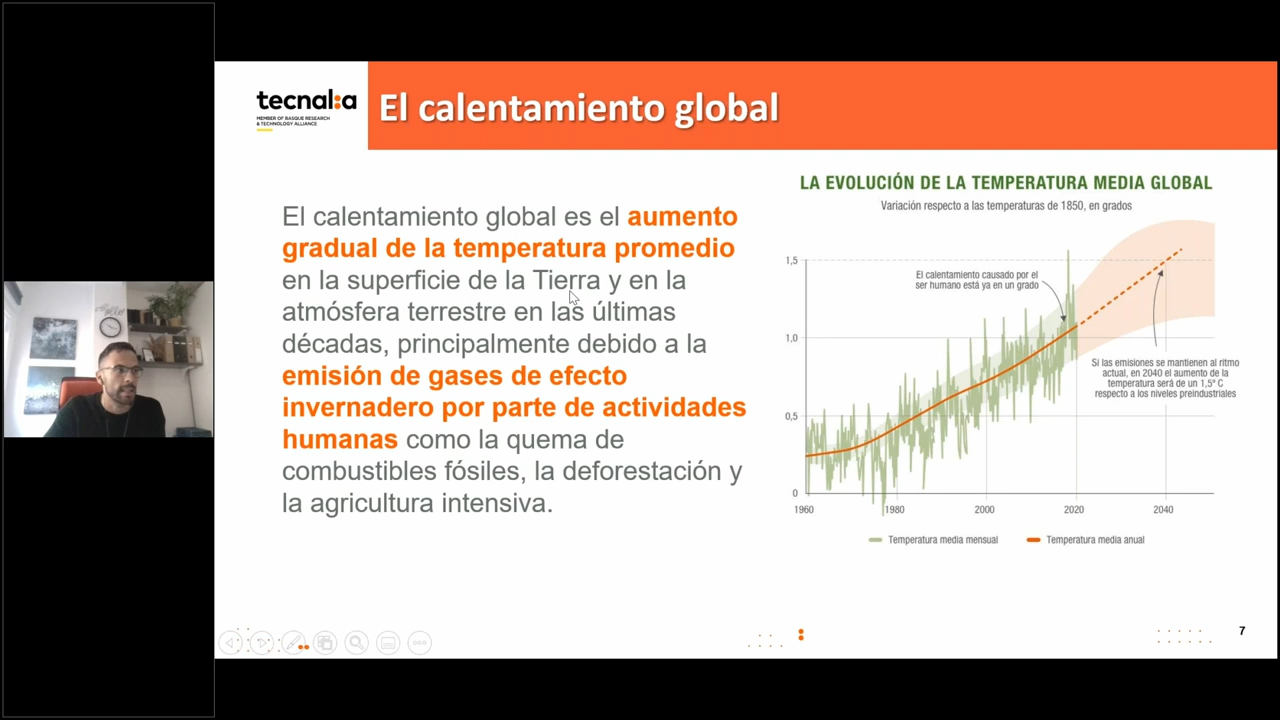 tecnal:a
MEMBER OF BASQUE RESEARCH
& TECHNOLOGY ALLIANCE
El calentamiento global
El calentamiento global es el aumento
gradual de la temperatura promedio
en la superficie de la Tierra y en la
atmósfera terrestre en las últimas
décadas, principalmente debido a la
emisión de gases de efecto
invernadero por parte de actividades
humanas como la quema de
combustibles fósiles, la deforestación y
la agricultura intensiva.
LA EVOLUCIÓN DE LA TEMPERATURA MEDIA GLOBAL
Variación respecto a las temperaturas de 1850, en grados
1,5
1,0
0,5
0
El calentamiento causado por el
ser humano está ya en un grado
Si las emisiones se mantienen al ritmo
actual, en 2040 el aumento de la
temperatura será de un 1,5º C
respecto a los niveles preindustriales
1960 1980 2000 2020 2040
Temperatura media mensual Temperatura media anual
7